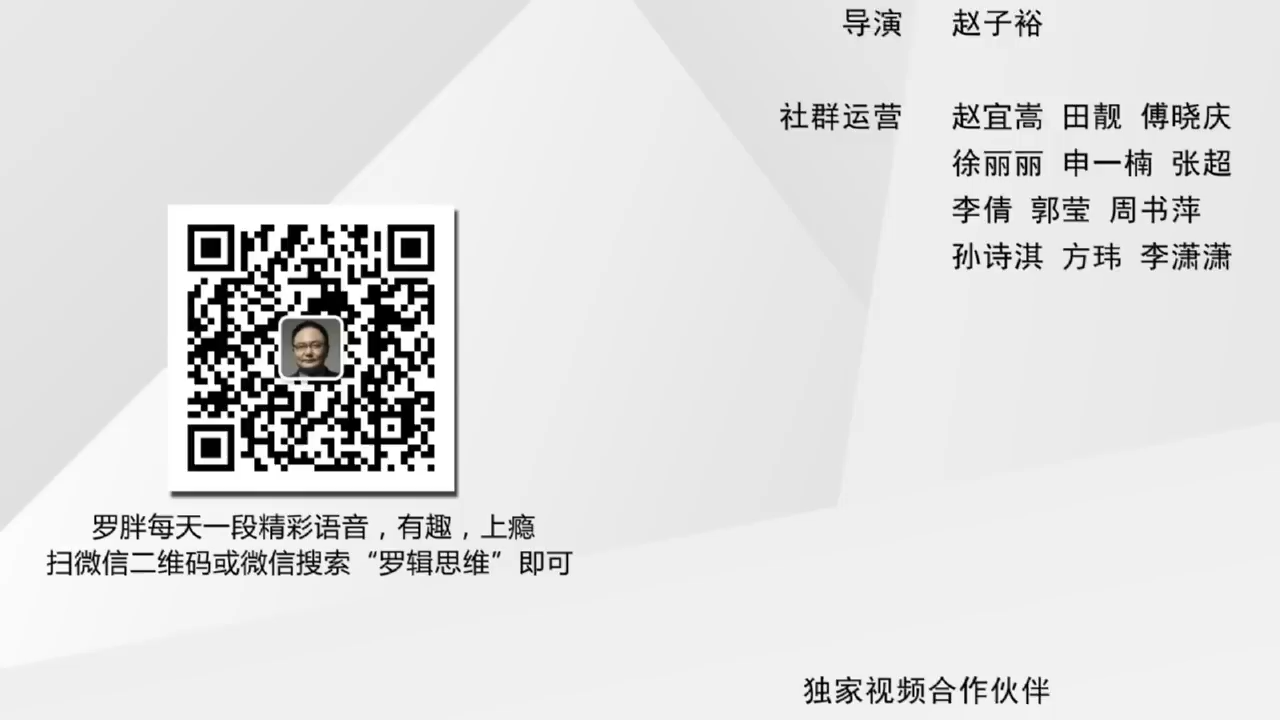 导演 赵子裕
社群运营 赵宜嵩 田靓 傅晓庆
徐丽丽 申一楠 张超
李倩 郭莹 周书萍
孙诗淇 方玮 李潇潇
罗胖每天一段精彩语音，有趣，上瘾
扫微信二维码或微信搜索“罗辑思维”即可
独家视频合作伙伴